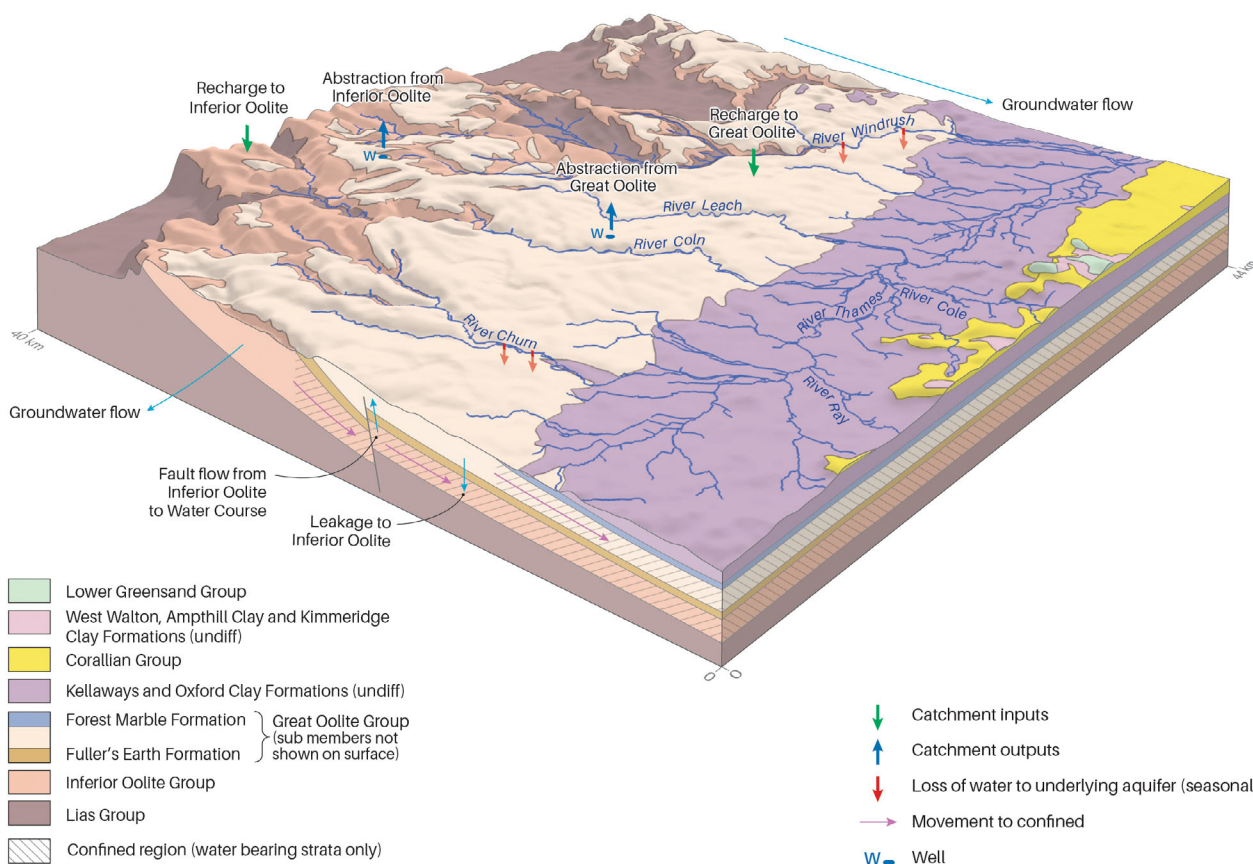 Recharge to
Inferior Oolite
Abstraction from
Inferior Oolite
W
Recharge to
Great Oolite
River Windrush
Groundwater flow
Abstraction from
Great Oolite
W
River Leach
River Coln
River Thames
River Cole
River Churn
River Ray
40 km
44 km
Groundwater flow
Fault flow from
Inferior Oolite
to Water Course
Leakage to
Inferior Oolite
0
0
Lower Greensand Group
West Walton, Ampthill Clay and Kimmeridge
Clay Formations (undiff)
Corallian Group
Kellaways and Oxford Clay Formations (undiff)
Forest Marble Formation
Fuller's Earth Formation
Great Oolite Group
(sub members not
shown on surface)
Inferior Oolite Group
Lias Group
Confined region (water bearing strata only)
Catchment inputs
Catchment outputs
Loss of water to underlying aquifer (seasonal
Movement to confined
W
Well